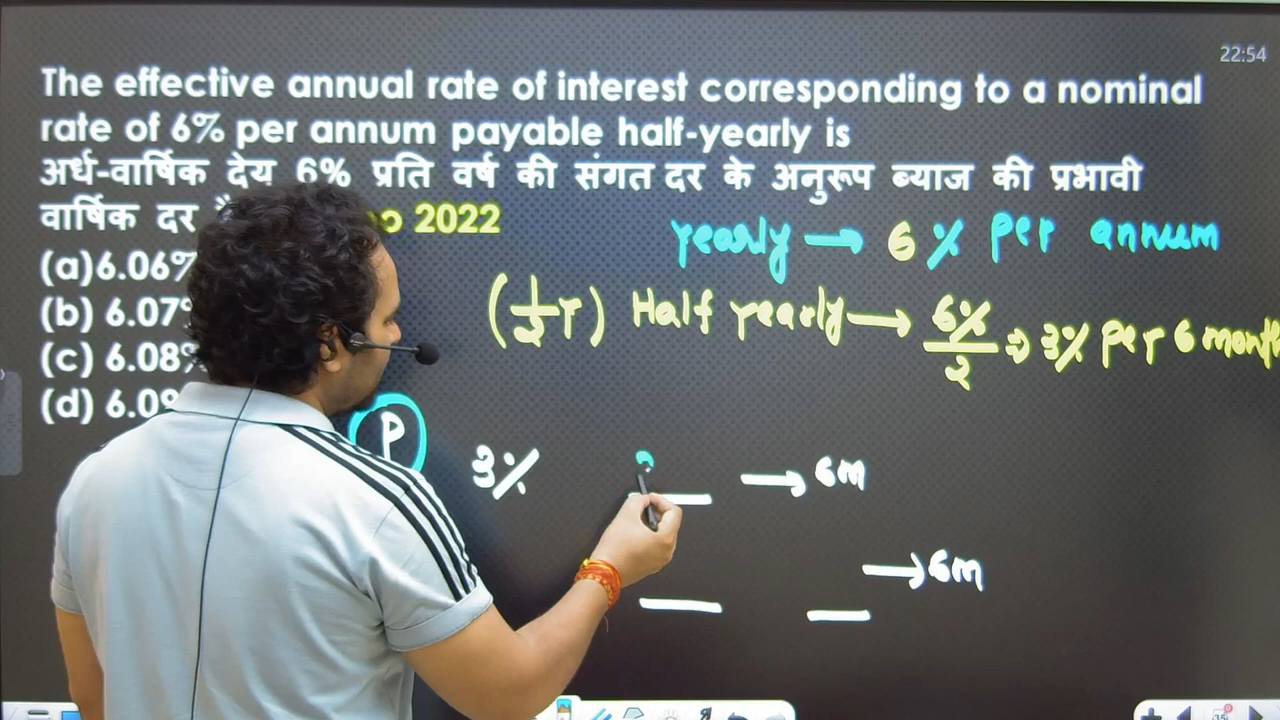 22:54
The effective annual rate of interest corresponding to a nominal
rate of 6% per annum payable half-yearly is
अर्ध-वार्षिक देय 6% प्रति वर्ष की संगत दर के अनुरूप ब्याज की प्रभावी
वार्षिक दर 2022
yearly → 6% per annum
(a)6.06%
(1/2 r) Half yearly → 6%/2 ⇒ 3% per 6 month
(b) 6.07%
(c) 6.08%
(d) 6.09
P 3% → 6m
→ 6m